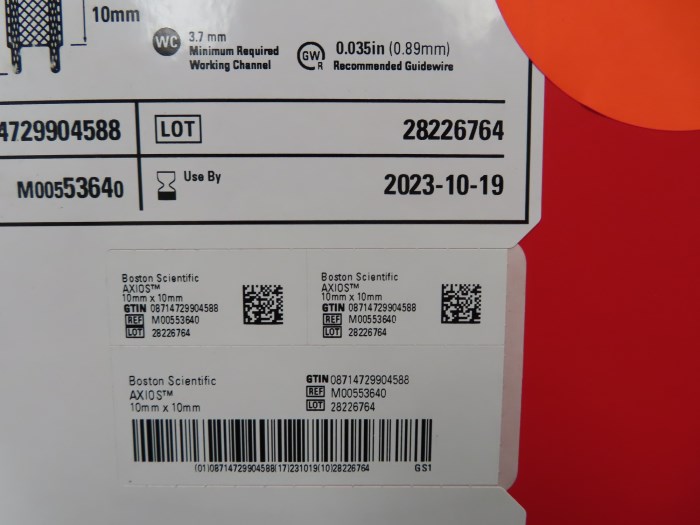 10mm
WC
3.7 mm
Minimum Required
Working Channel
GW
R
0.035in (0.89mm)
Recommended Guidewire
4729904588
LOT
28226764
M00553640
Use By
2023-10-19
Boston Scientific
AXIOS™
10mm x 10mm
GTIN 08714729904588
REF M00553640
LOT 28226764
Boston Scientific
AXIOS™
10mm x 10mm
GTIN 08714729904588
REF M00553640
LOT 28226764
Boston Scientific
AXIOS™
10mm x 10mm
GTIN 08714729904588
REF M00553640
LOT 28226764
(01)08714729904588(17)231019(10)28226764
GS1